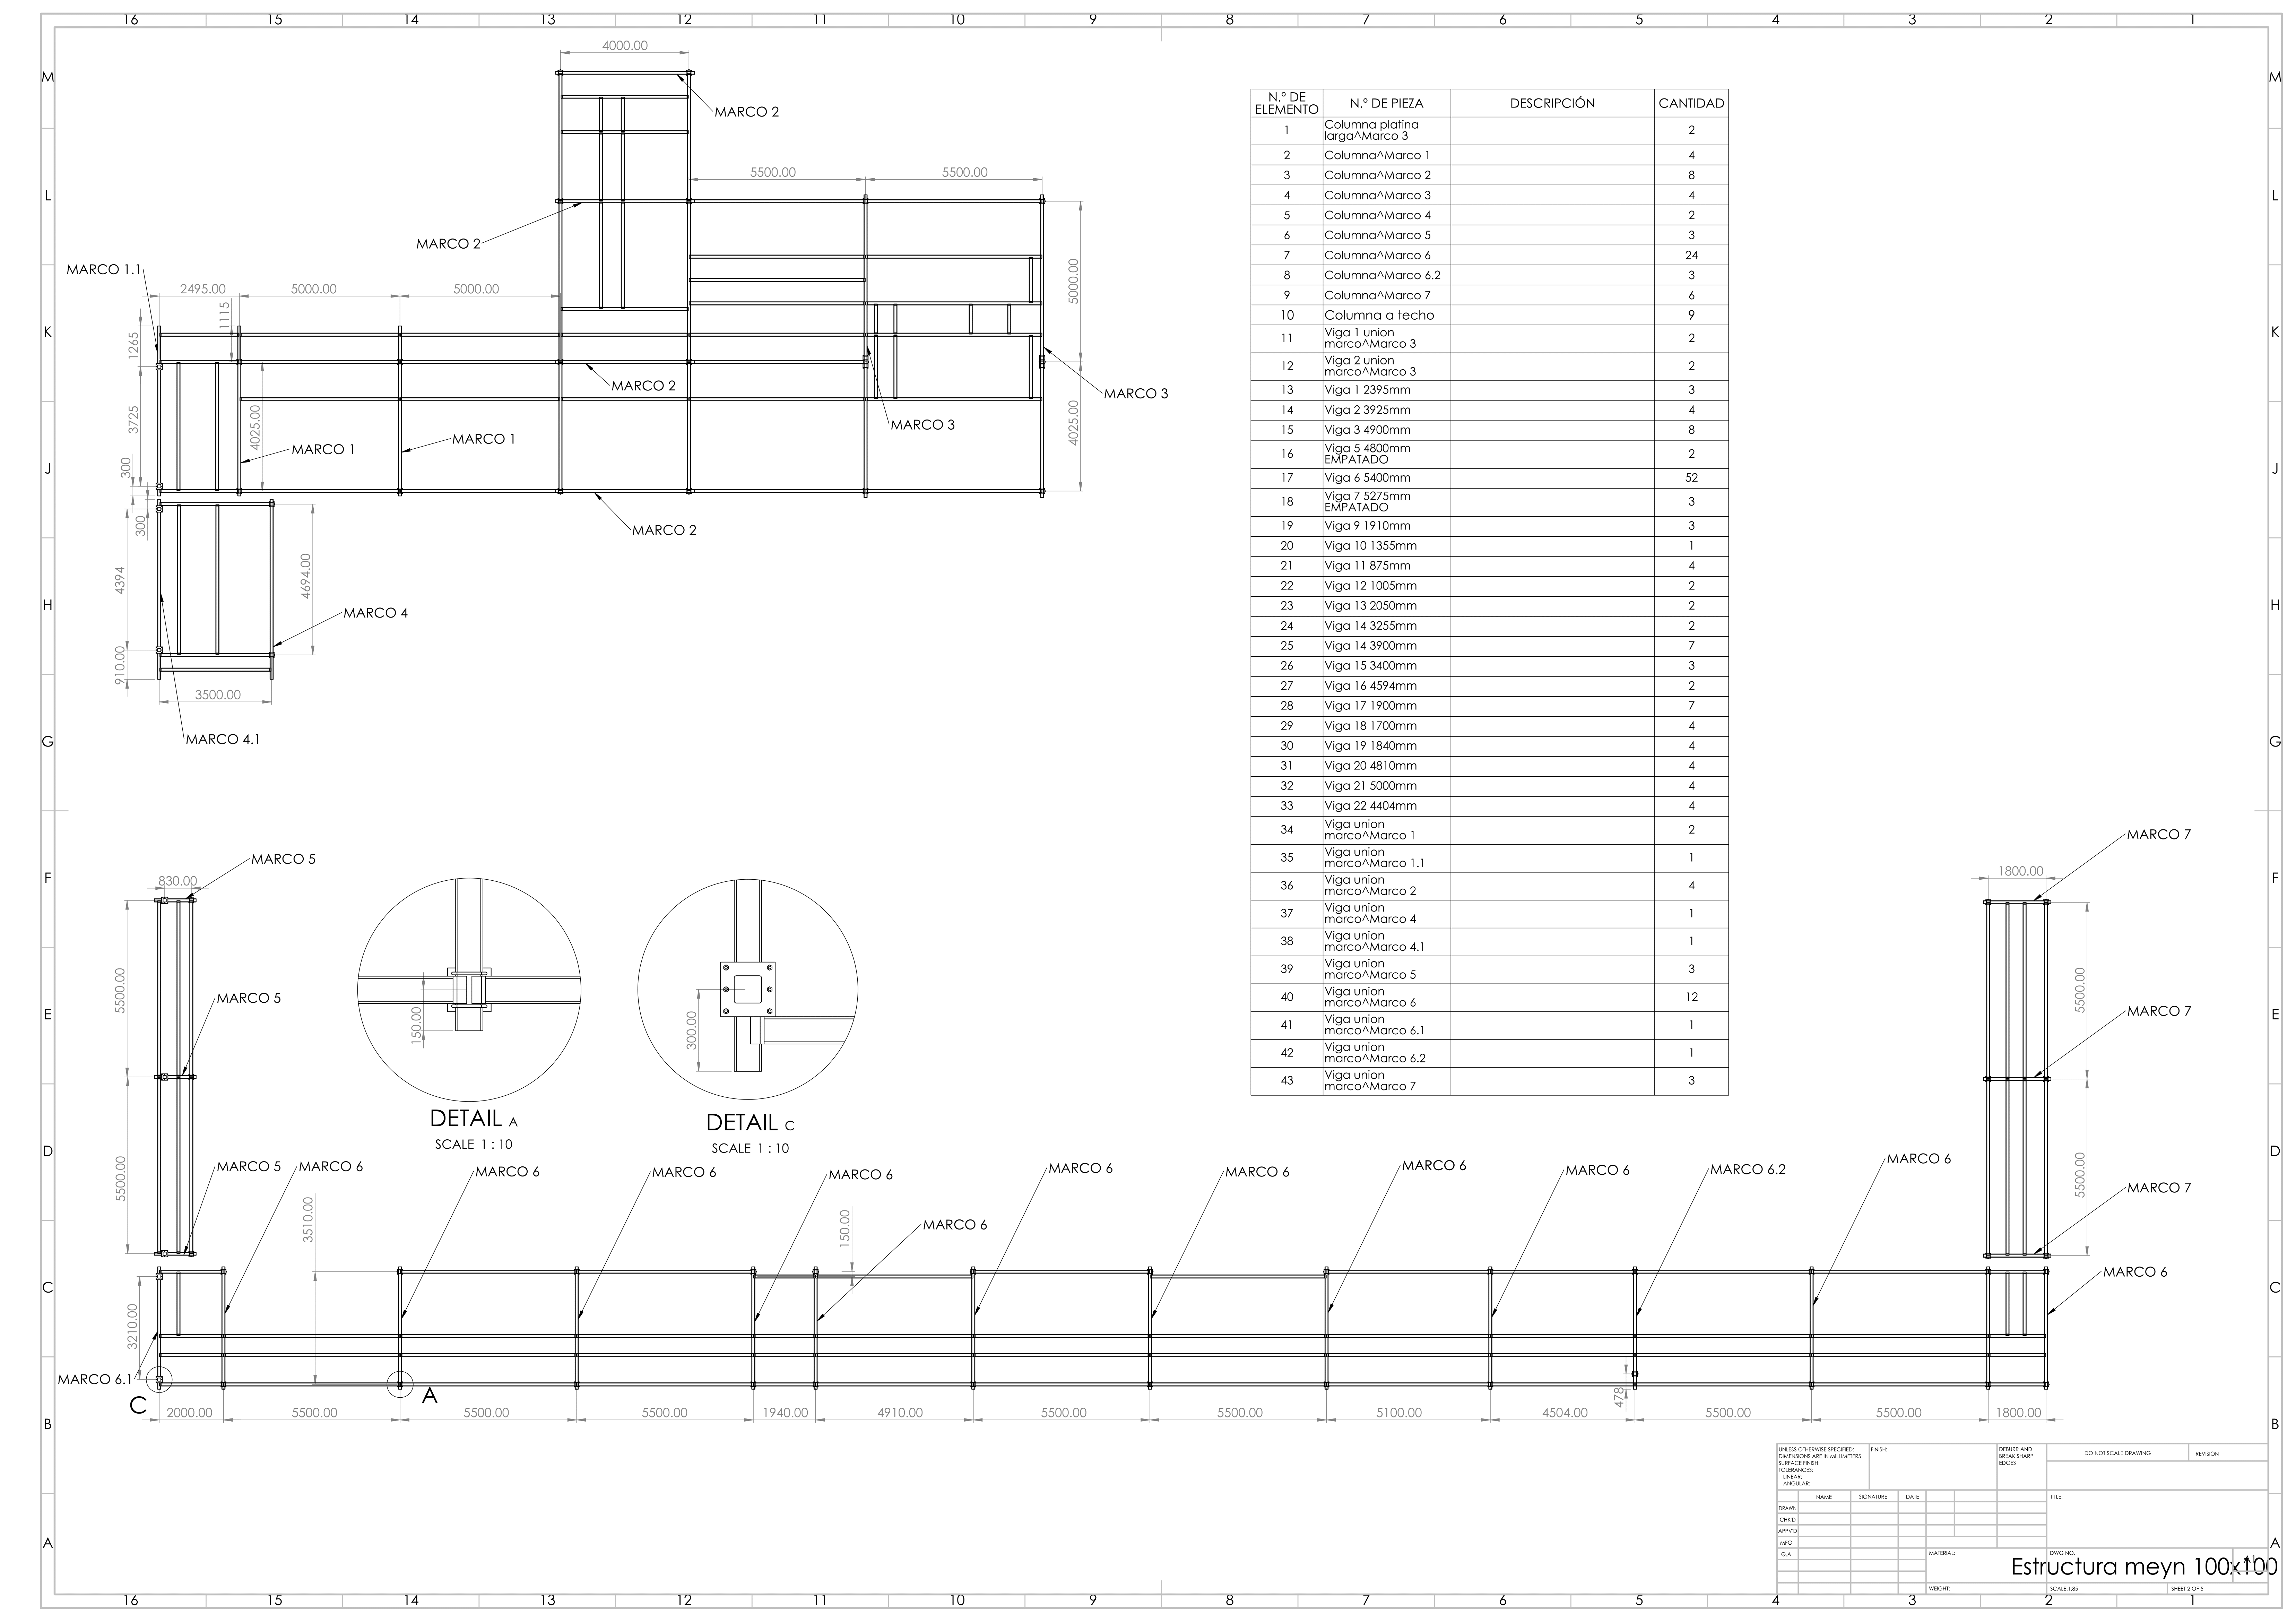 16 15 14 13 12 11 10 9 8 7 6 5 4 3 2 1
M
L
K
J
H
G
F
E
D
C
B
A
4000.00
MARCO 2
5500.00 5500.00
MARCO 2
MARCO 1.1
2495.00 5000.00 5000.00
1115
1265
5000.00
MARCO 2
MARCO 3
3725
4025.00
4025.00
MARCO 3
MARCO 1
MARCO 1
300
MARCO 2
300
4394
4694.00
MARCO 4
910.00
3500.00
MARCO 4.1
N.º DE ELEMENTO N.º DE PIEZA DESCRIPCIÓN CANTIDAD
1 Columna platina larga^Marco 3 2
2 Columna^Marco 1 4
3 Columna^Marco 2 8
4 Columna^Marco 3 4
5 Columna^Marco 4 2
6 Columna^Marco 5 3
7 Columna^Marco 6 24
8 Columna^Marco 6.2 3
9 Columna^Marco 7 6
10 Columna a techo 9
11 Viga 1 union marco^Marco 3 2
12 Viga 2 union marco^Marco 3 2
13 Viga 1 2395mm 3
14 Viga 2 3925mm 4
15 Viga 3 4900mm 8
16 Viga 5 4800mm EMPATADO 2
17 Viga 6 5400mm 52
18 Viga 7 5275mm EMPATADO 3
19 Viga 9 1910mm 3
20 Viga 10 1355mm 1
21 Viga 11 875mm 4
22 Viga 12 1005mm 2
23 Viga 13 2050mm 2
24 Viga 14 3255mm 2
25 Viga 14 3900mm 7
26 Viga 15 3400mm 3
27 Viga 16 4594mm 2
28 Viga 17 1900mm 7
29 Viga 18 1700mm 4
30 Viga 19 1840mm 4
31 Viga 20 4810mm 4
32 Viga 21 5000mm 4
33 Viga 22 4404mm 4
34 Viga union marco^Marco 1 2
35 Viga union marco^Marco 1.1 1
36 Viga union marco^Marco 2 4
37 Viga union marco^Marco 4 1
38 Viga union marco^Marco 4.1 1
39 Viga union marco^Marco 5 3
40 Viga union marco^Marco 6 12
41 Viga union marco^Marco 6.1 1
42 Viga union marco^Marco 6.2 1
43 Viga union marco^Marco 7 3
MARCO 5
830.00
5500.00
MARCO 5
5500.00
MARCO 5
150.00
DETAIL A
SCALE 1 : 10
300.00
DETAIL C
SCALE 1 : 10
MARCO 7
1800.00
5500.00
MARCO 7
5500.00
MARCO 7
MARCO 6 MARCO 6 MARCO 6 MARCO 6 MARCO 6 MARCO 6 MARCO 6 MARCO 6 MARCO 6.2 MARCO 6
MARCO 6
3510.00
150.00
MARCO 6
3210.00
MARCO 6.1
C
A
478
2000.00 5500.00 5500.00 5500.00 1940.00 4910.00 5500.00 5500.00 5100.00 4504.00 5500.00 5500.00 1800.00
UNLESS OTHERWISE SPECIFIED:
DIMENSIONS ARE IN MILLIMETERS
SURFACE FINISH:
TOLERANCES:
LINEAR:
ANGULAR:
FINISH:
DEBURR AND
BREAK SHARP
EDGES
DO NOT SCALE DRAWING
REVISION
NAME SIGNATURE DATE
TITLE:
DRAWN
CHK'D
APPV'D
MFG
Q.A
MATERIAL:
DWG NO.
Estructura meyn 100x100
A1
WEIGHT:
SCALE:1:85
SHEET 2 OF 5
M
L
K
J
H
G
F
E
D
C
B
A
16 15 14 13 12 11 10 9 8 7 6 5 4 3 2 1